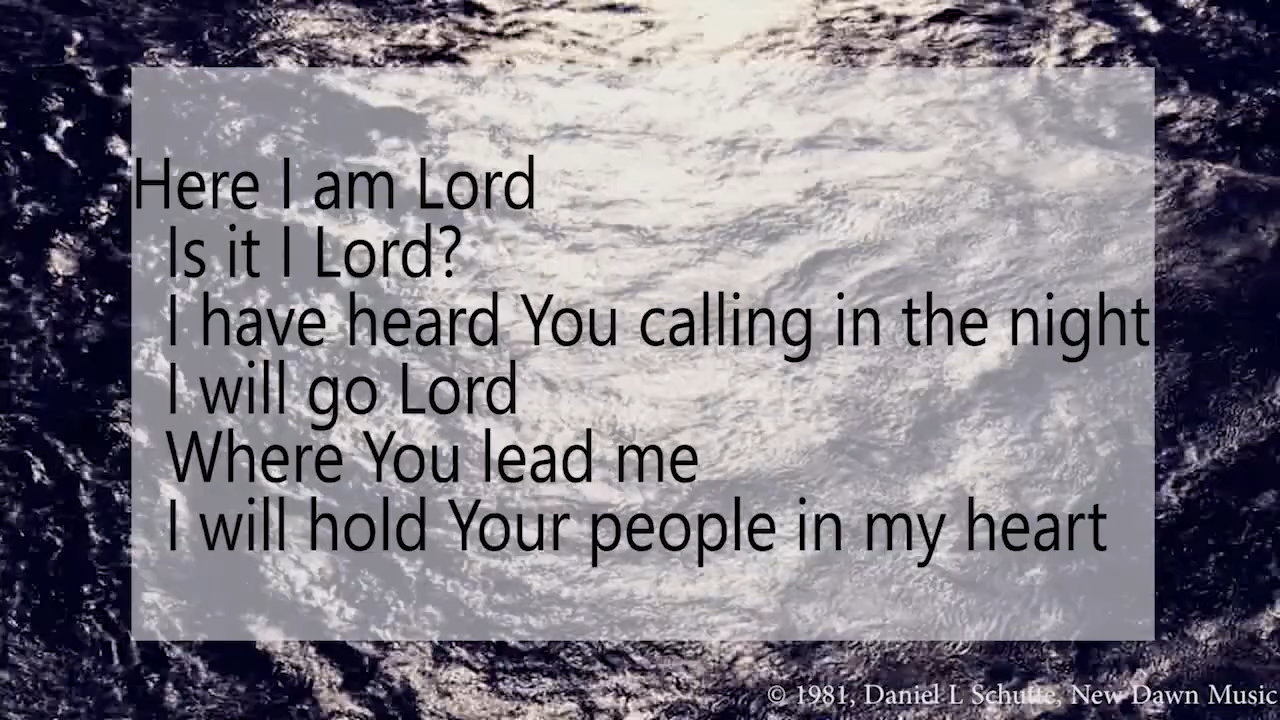 Here I am Lord
Is it I Lord?
I have heard You calling in the night
I will go Lord
Where You lead me
I will hold Your people in my heart
© 1981, Daniel L Schutte, New Dawn Music